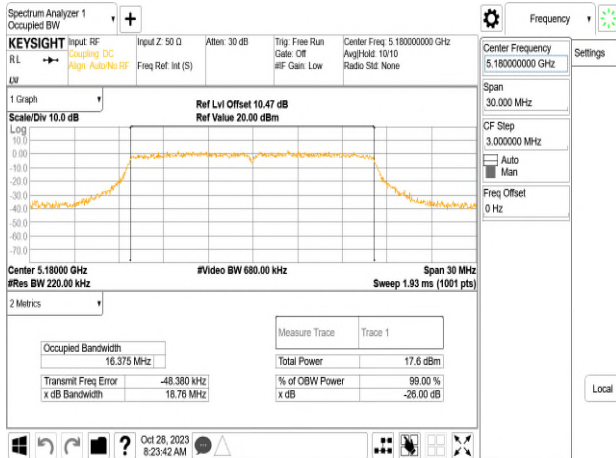 Spectrum Analyzer 1
Occupied BW
Frequency
KEYSIGHT
Input: RF
Input Z: 50 Ω
Atten: 30 dB
Trig: Free Run
Center Freq: 5.180000000 GHz
RL
Coupling: DC
Gate: Off
Avg|Hold: 10/10
Align: Auto/No RF
Freq Ref: Int (S)
#IF Gain: Low
Radio Std: None
Center Frequency
5.180000000 GHz
Settings
Span
30.000 MHz
CF Step
3.000000 MHz
Auto
Man
Freq Offset
0 Hz
Local
1 Graph
Scale/Div 10.0 dB
Ref Lvl Offset 10.47 dB
Ref Value 20.00 dBm
Log
10.0
0.00
-10.0
-20.0
-30.0
-40.0
-50.0
-60.0
-70.0
Center 5.18000 GHz
#Video BW 680.00 kHz
Span 30 MHz
#Res BW 220.00 kHz
Sweep 1.93 ms (1001 pts)
2 Metrics
Measure Trace
Trace 1
Occupied Bandwidth
16.375 MHz
Total Power
17.6 dBm
Transmit Freq Error
-48.380 kHz
% of OBW Power
99.00 %
x dB Bandwidth
18.76 MHz
x dB
-26.00 dB
Oct 28, 2023
8:23:42 AM